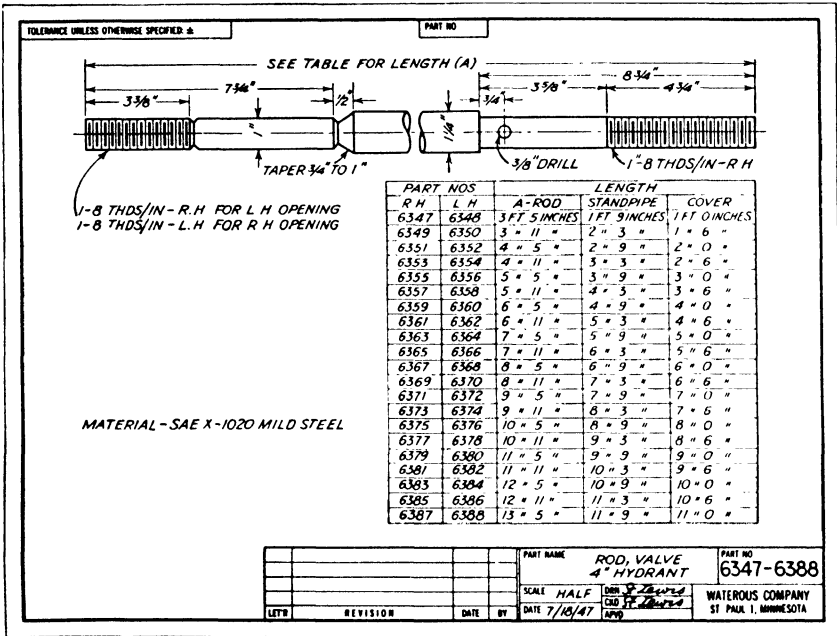 TOLERANCE UNLESS OTHERWISE SPECIFIED: ±
PART NO
SEE TABLE FOR LENGTH (A)
8 3/4"
7 3/4"
1/2"
3/4"
3 5/8"
4 3/4"
3 3/8"
1"
1 1/4"
TAPER 3/4" TO 1"
3/8" DRILL
1"-8 THDS/IN-R H
1-8 THDS/IN-R.H FOR L H OPENING
1-8 THDS/IN-L.H FOR R H OPENING
PART NOS LENGTH
R H L H A-ROD STANDPIPE COVER
6347 6348 3 FT 5 INCHES 1 FT 9 INCHES 1 FT 0 INCHES
6349 6350 3 " 11 " 2 " 3 " 1 " 6 "
6351 6352 4 " 5 " 2 " 9 " 2 " 0 "
6353 6354 4 " 11 " 3 " 3 " 2 " 6 "
6355 6356 5 " 5 " 3 " 9 " 3 " 0 "
6357 6358 5 " 11 " 4 " 3 " 3 " 6 "
6359 6360 6 " 5 " 4 " 9 " 4 " 0 "
6361 6362 6 " 11 " 5 " 3 " 4 " 6 "
6363 6364 7 " 5 " 5 " 9 " 5 " 0 "
6365 6366 7 " 11 " 6 " 3 " 5 " 6 "
6367 6368 8 " 5 " 6 " 9 " 6 " 0 "
6369 6370 8 " 11 " 7 " 3 " 6 " 6 "
6371 6372 9 " 5 " 7 " 9 " 7 " 0 "
6373 6374 9 " 11 " 8 " 3 " 7 " 6 "
6375 6376 10 " 5 " 8 " 9 " 8 " 0 "
6377 6378 10 " 11 " 9 " 3 " 8 " 6 "
6379 6380 11 " 5 " 9 " 9 " 9 " 0 "
6381 6382 11 " 11 " 10 " 3 " 9 " 6 "
6383 6384 12 " 5 " 10 " 9 " 10 " 0 "
6385 6386 12 " 11 " 11 " 3 " 10 " 6 "
6387 6388 13 " 5 " 11 " 9 " 11 " 0 "
MATERIAL-SAE X-1020 MILD STEEL
PART NAME
ROD, VALVE
4" HYDRANT
PART NO
6347-6388
SCALE HALF
DRN St Lewis
CKD St Lewis
DATE 7/18/47
APVD
WATEROUS COMPANY
ST PAUL 1, MINNESOTA
LET'R REVISION DATE BY